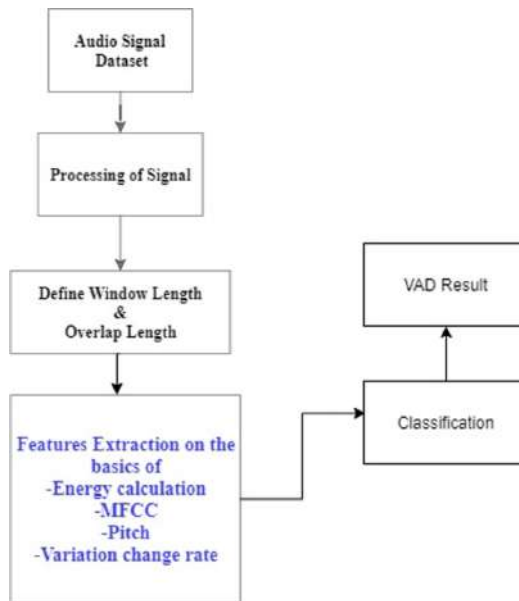 Audio Signal
Dataset
Processing of Signal
Define Window Length
&
Overlap Length
Features Extraction on the
basics of
-Energy calculation
-MFCC
-Pitch
-Variation change rate
VAD Result
Classification